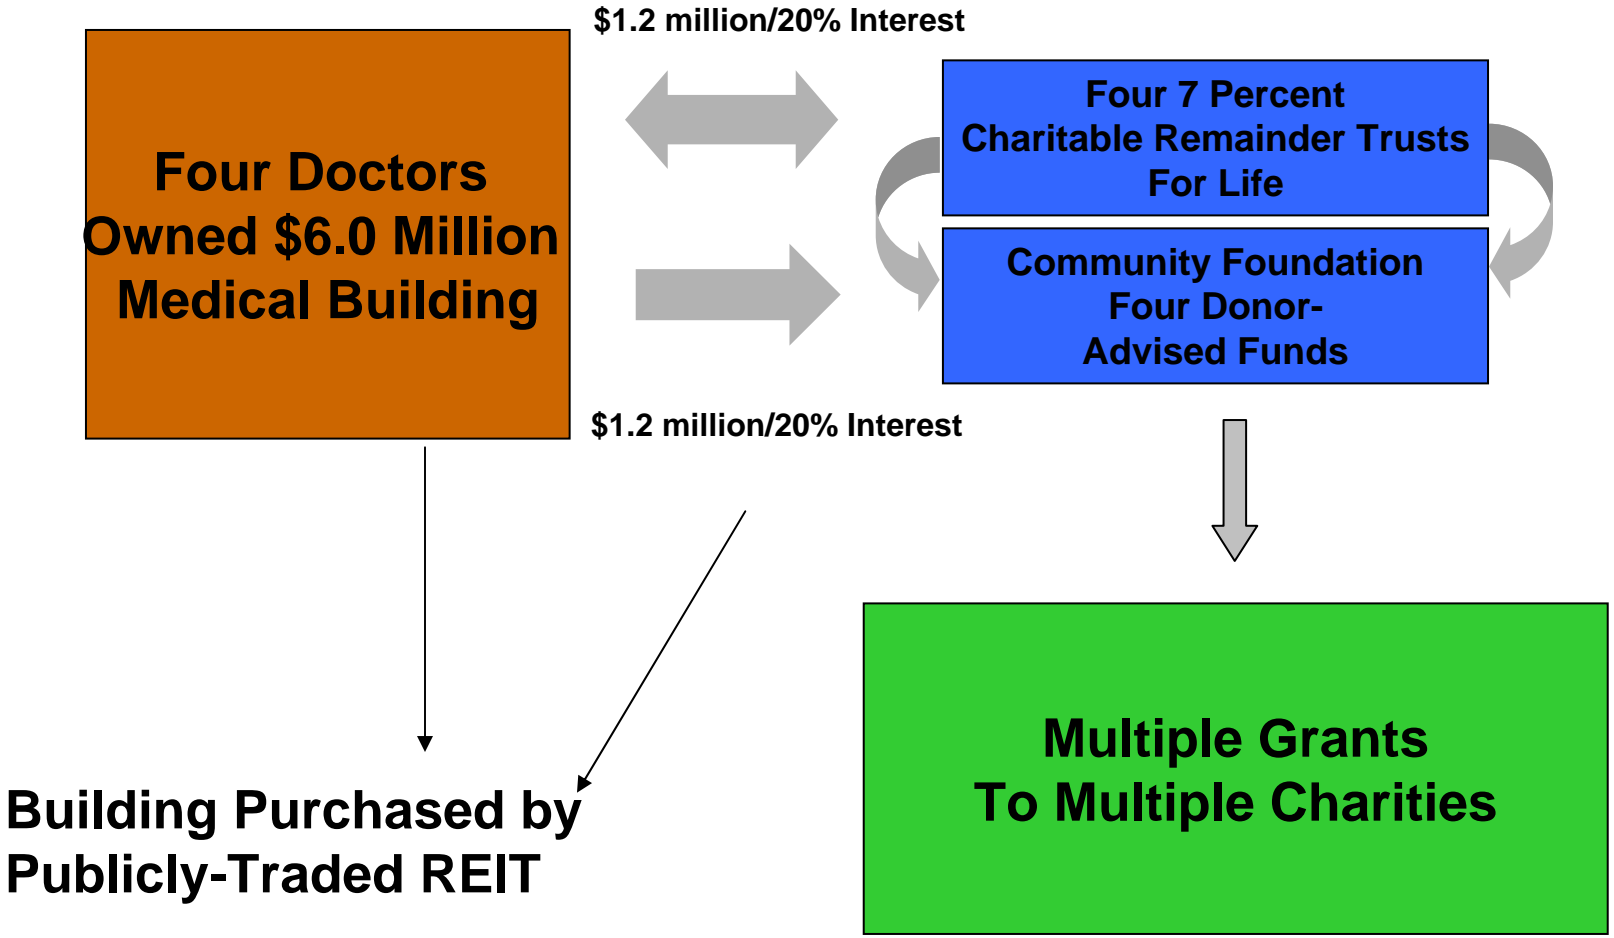 $1.2 million/20% Interest
Four Doctors
Owned $6.0 Million
Medical Building
Four 7 Percent
Charitable Remainder Trusts
For Life
Community Foundation
Four Donor-
Advised Funds
$1.2 million/20% Interest
Multiple Grants
To Multiple Charities
Building Purchased by
Publicly-Traded REIT